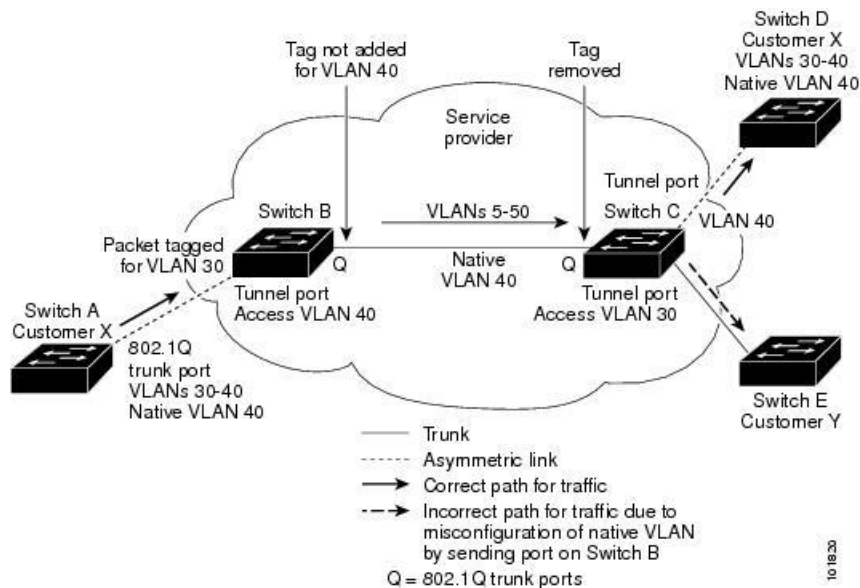 Tag not added
for VLAN 40
Tag
removed
Switch D
Customer X
VLANs 30-40
Native VLAN 40
Service
provider
Tunnel port
Switch B
VLANs 5-50
Switch C
VLAN 40
Packet tagged
for VLAN 30
Q
Native
VLAN 40
Q
Switch A
Customer X
Tunnel port
Access VLAN 40
Tunnel port
Access VLAN 30
802.1Q
trunk port
VLANs 30-40
Native VLAN 40
Switch E
Customer Y
Trunk
Asymmetric link
Correct path for traffic
Incorrect path for traffic due to
misconfiguration of native VLAN
by sending port on Switch B
Q = 802.1Q trunk ports
101820